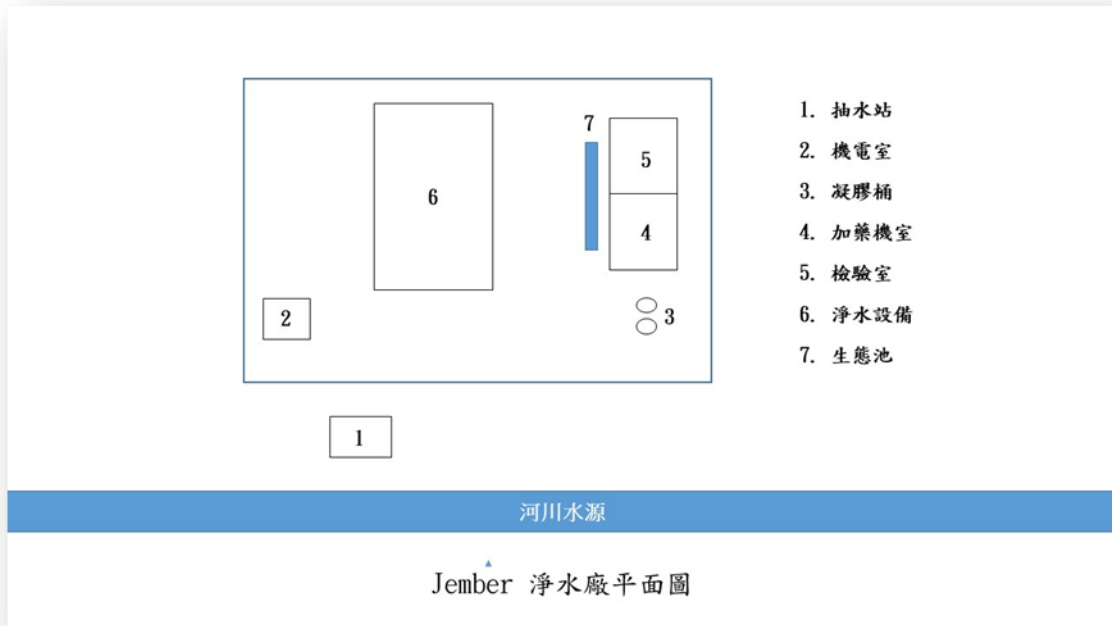 7
5
6
4
2
3
1
1. 抽水站
2. 機電室
3. 凝膠桶
4. 加藥機室
5. 檢驗室
6. 淨水設備
7. 生態池
河川水源
Jember 淨水廠平面圖